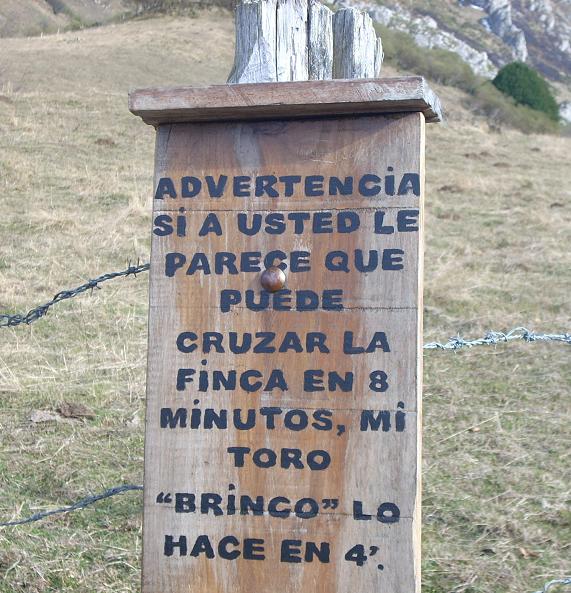 ADVERTENCiA
Si A USTED LE
PARECE QUE
PUEDE
CRUZAR LA
FiNCA EN 8
MiNUTOS, Mi
TORO
“BRiNCO” LO
HACE EN 4’.